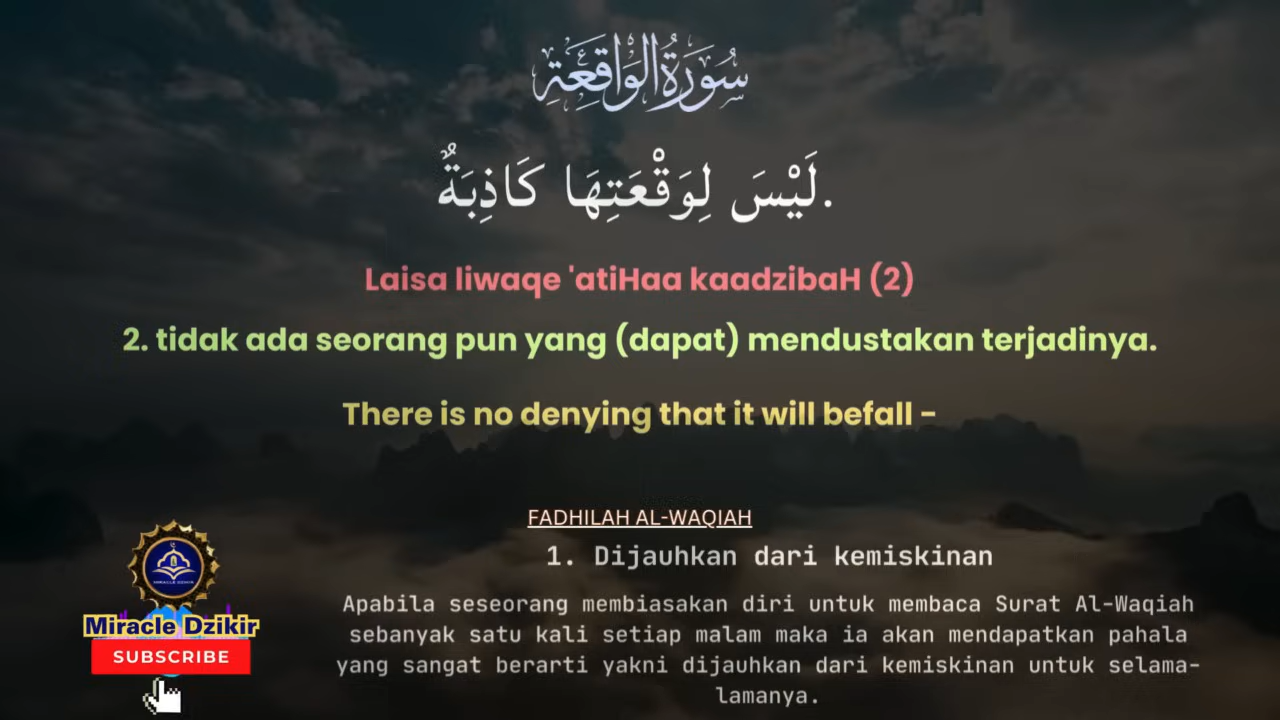 سُورَةُ الْوَاقِعَةِ
لَيْسَ لِوَقْعَتِهَا كَاذِبَةٌ.
Laisa liwaqe 'atiHaa kaadzibaH (2)
2. tidak ada seorang pun yang (dapat) mendustakan terjadinya.
There is no denying that it will befall -
FADHILAH AL-WAQIAH
1. Dijauhkan dari kemiskinan
Apabila seseorang membiasakan diri untuk membaca Surat Al-Waqiah
sebanyak satu kali setiap malam maka ia akan mendapatkan pahala
yang sangat berarti yakni dijauhkan dari kemiskinan untuk selama-
lamanya.
MIRACLE DZIKIR
Miracle Dzikir
SUBSCRIBE